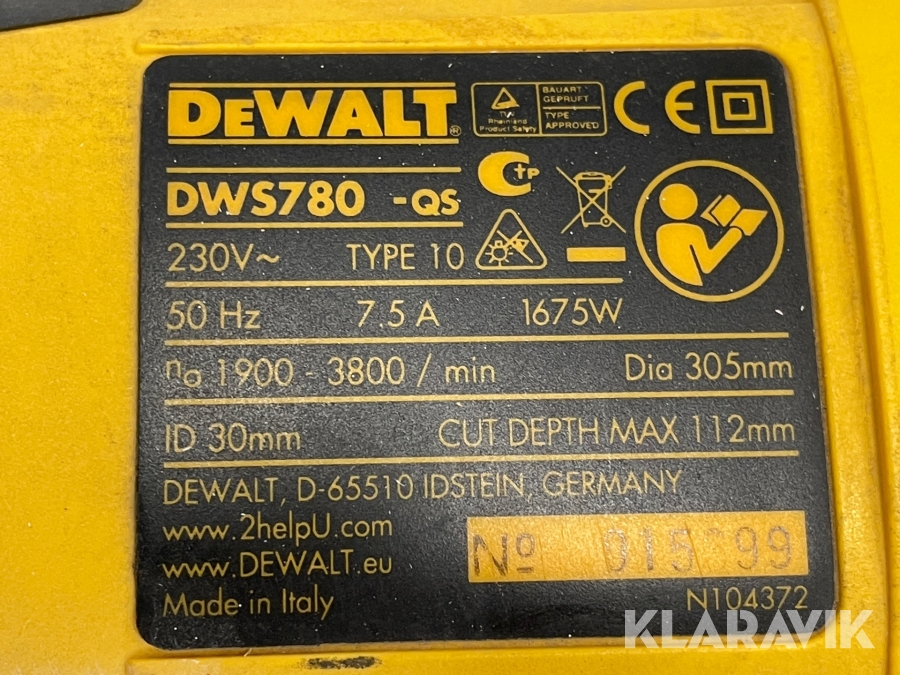 DEWALT®
TÜV
Rheinland
Product Safety
BAUART
GEPRÜFT
TYPE
APPROVED
CE
DWS780 -QS
230V~ TYPE 10
50 Hz 7.5 A 1675W
n₀ 1900 - 3800 / min Dia 305mm
ID 30mm CUT DEPTH MAX 112mm
DEWALT, D-65510 IDSTEIN, GERMANY
www.2helpU.com
www.DEWALT.eu
Nº
Made in Italy N104372
KLARAVIK